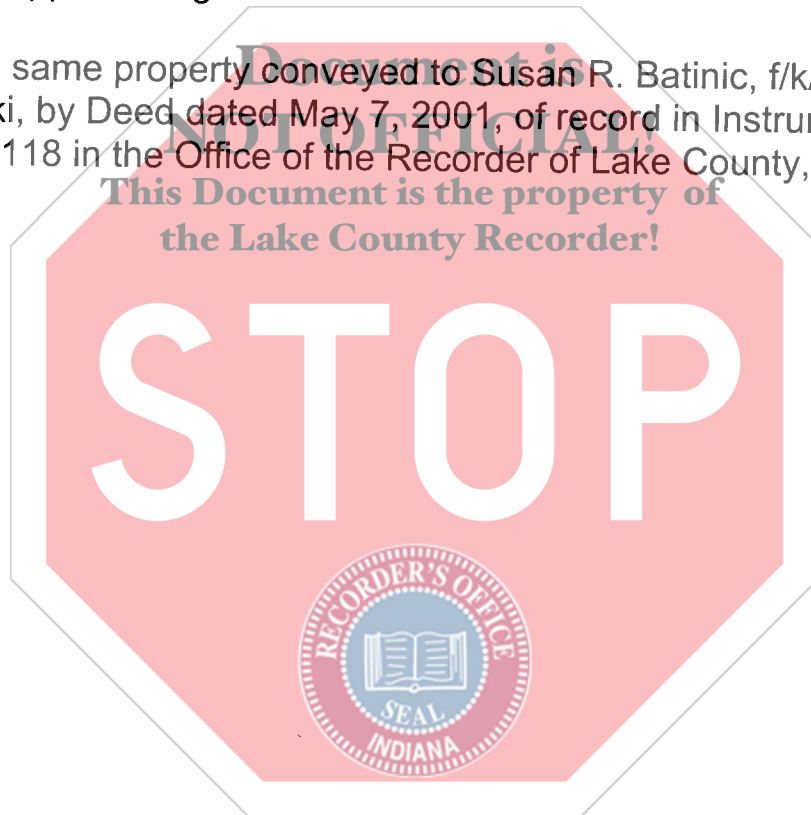 Document is
same property conveyed to Susan R. Batinic, f/k/
ki, by Deed dated May 7, 2001, of record in Instru
NOT OFFICIAL!
118 in the Office of the Recorder of Lake County,
This Document is the property of
the Lake County Recorder!
STOP
RECORDER'S OFFICE
SEAL
INDIANA